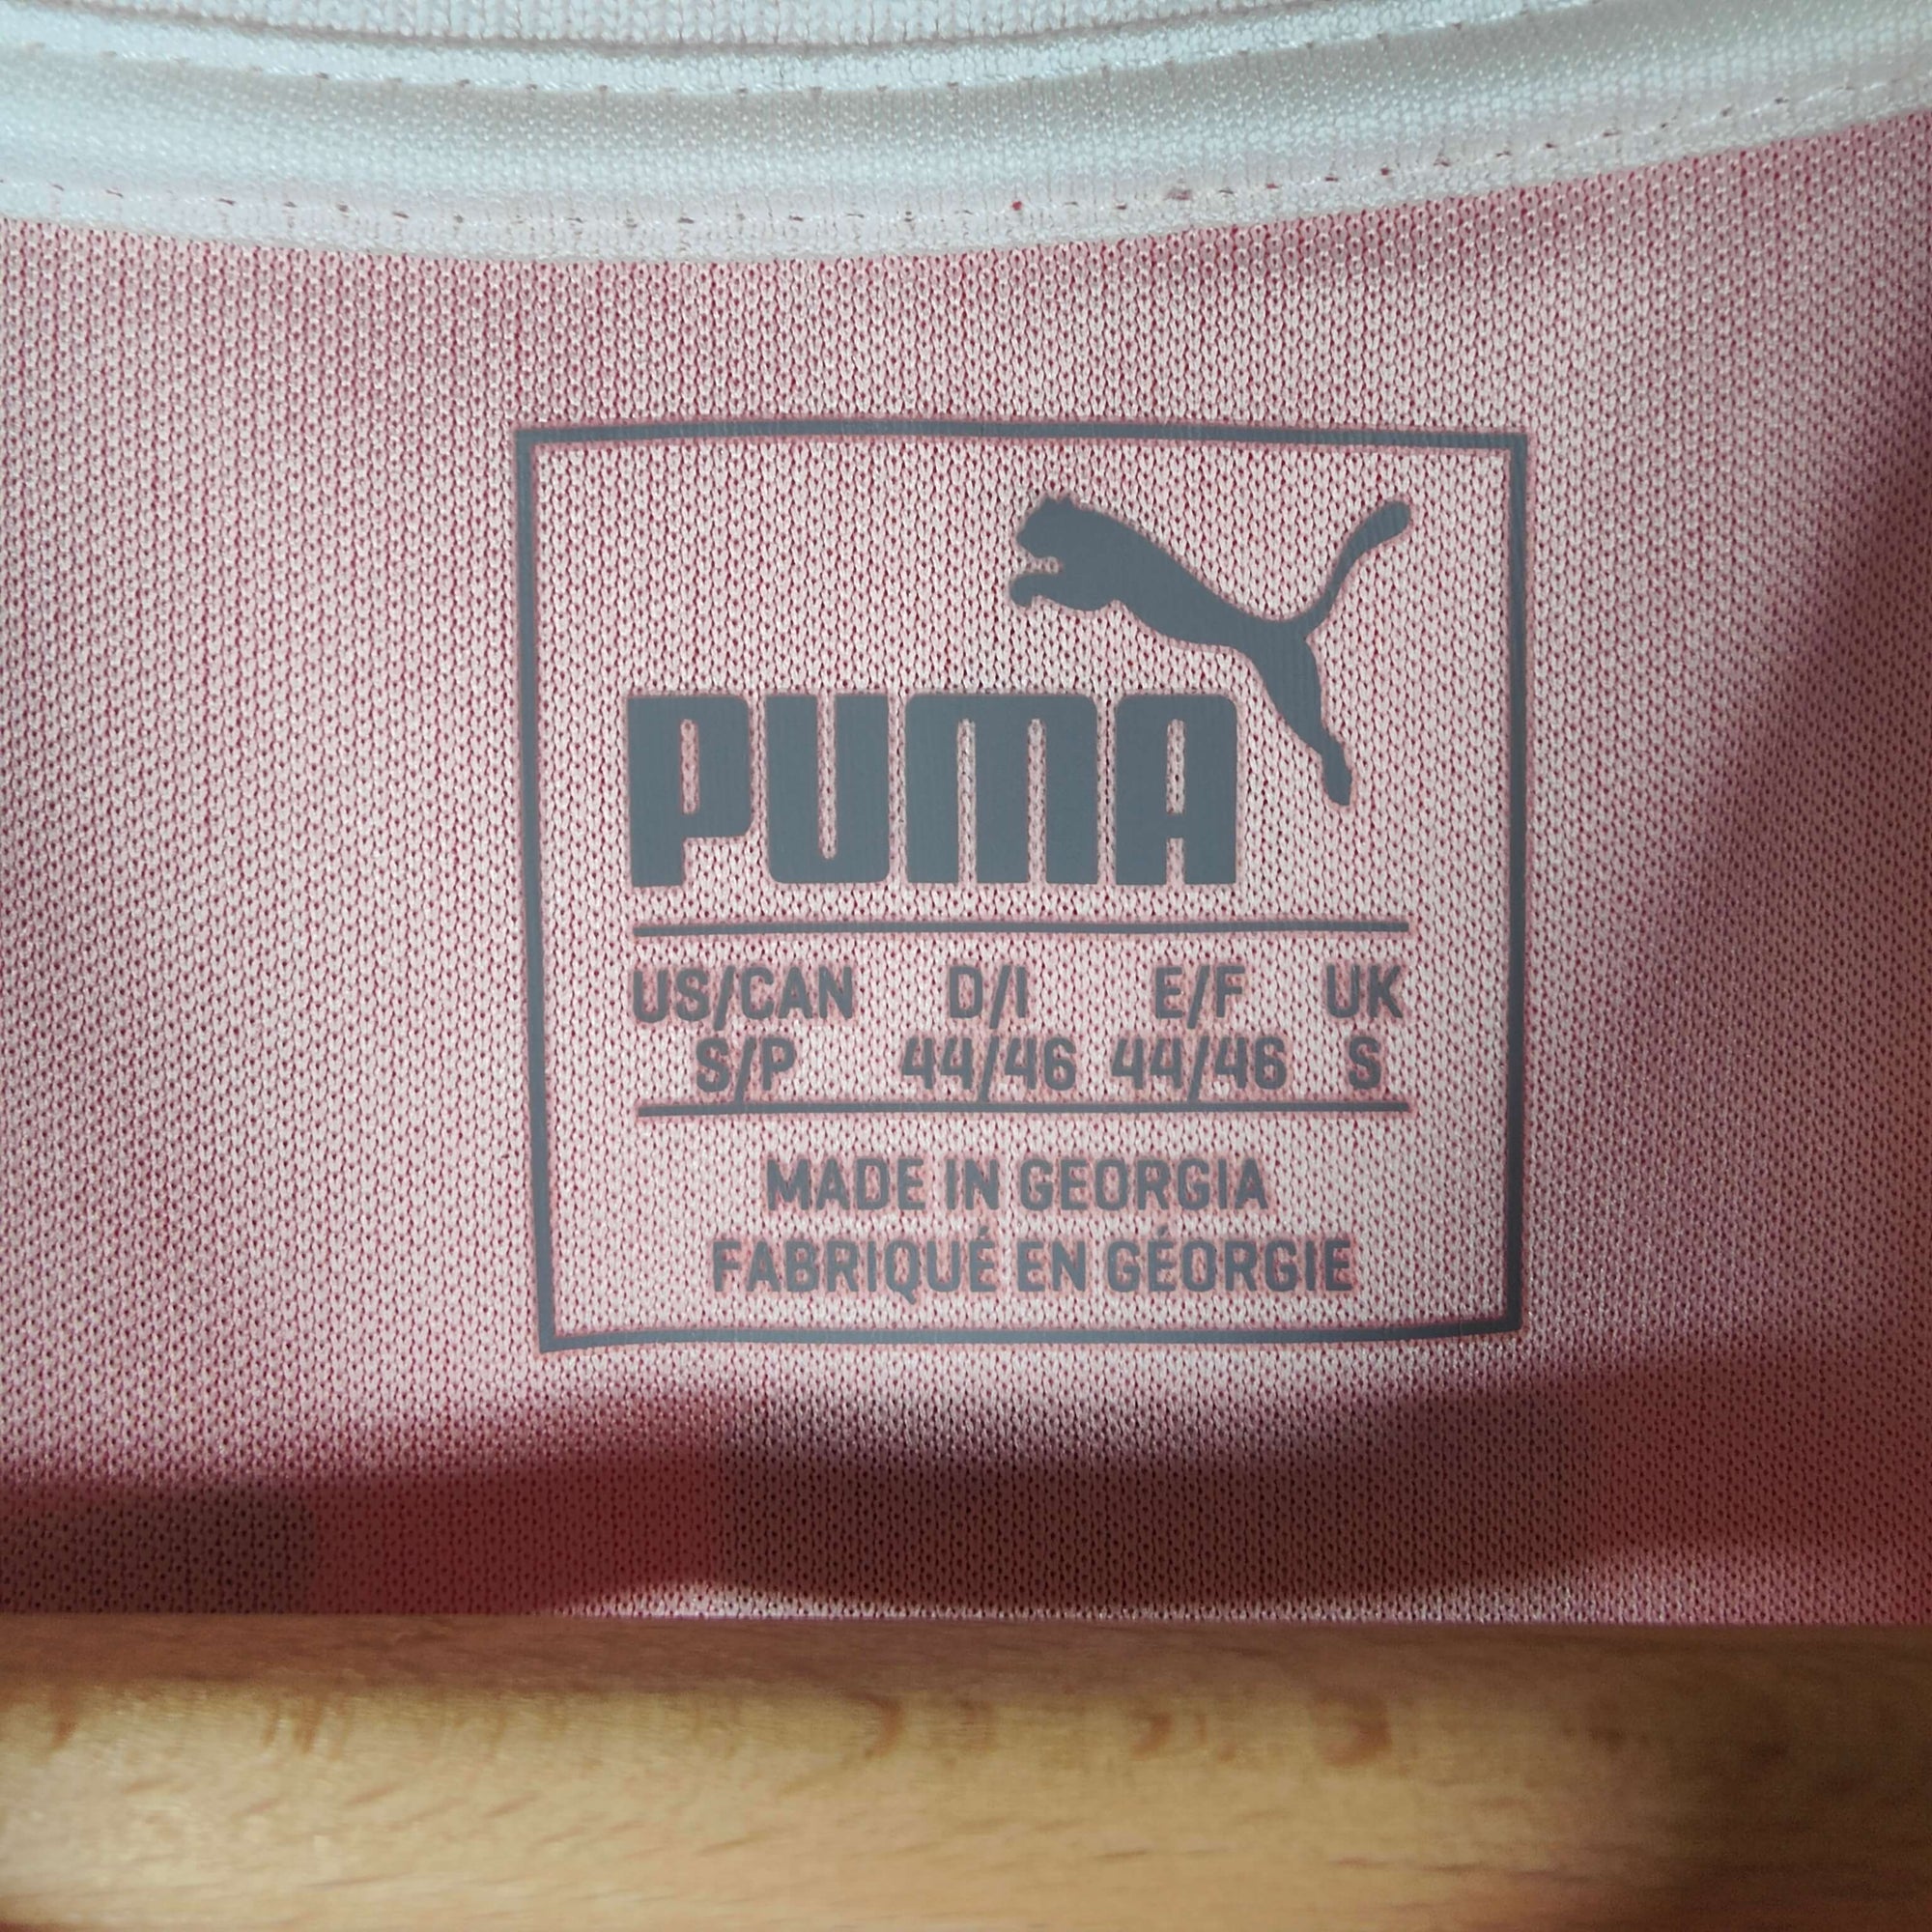 PUMA
US/CAN D/I E/F UK
S/P 44/46 44/46 S
MADE IN GEORGIA
FABRIQUÉ EN GÉORGIE